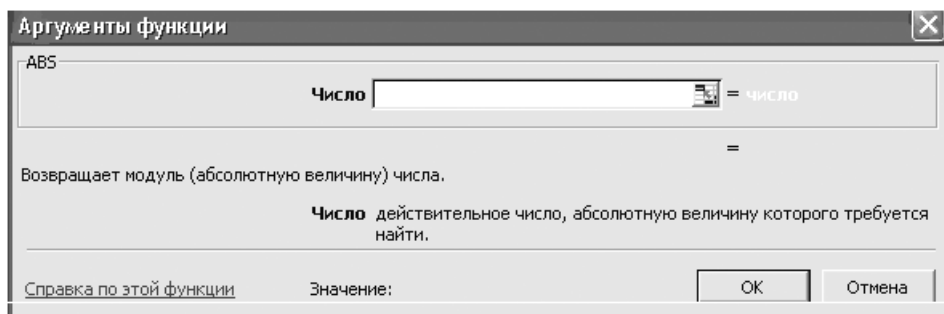 Аргументы функции
ABS
Число = число
=
Возвращает модуль (абсолютную величину) числа.
Число действительное число, абсолютную величину которого требуется
найти.
Справка по этой функции Значение: ОК Отмена